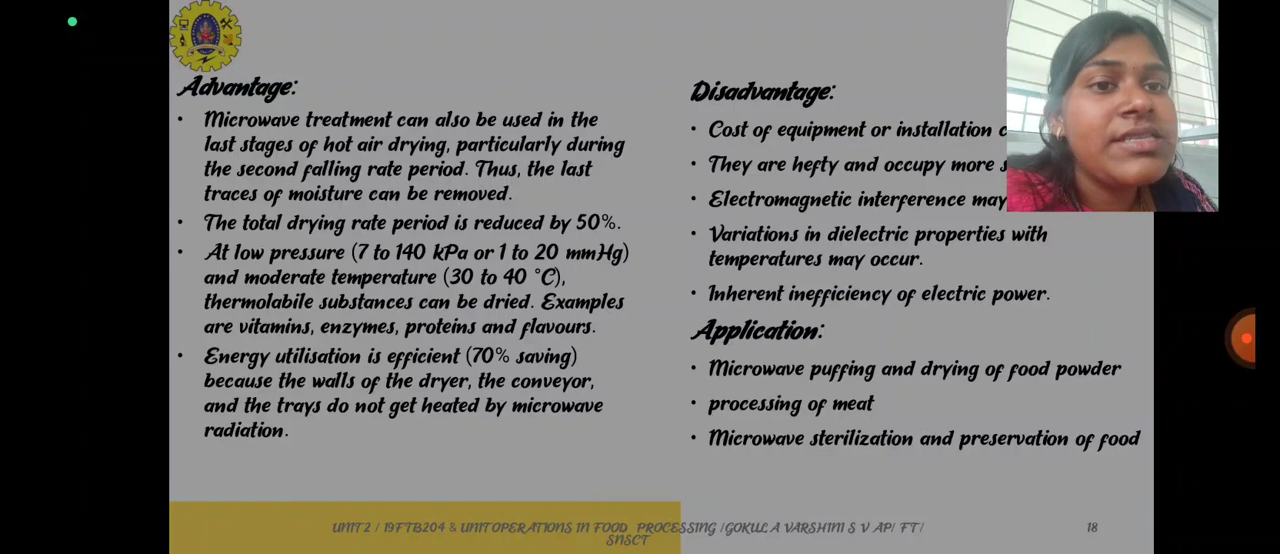 Advantage:
• Microwave treatment can also be used in the
last stages of hot air drying, particularly during
the second falling rate period. Thus, the last
traces of moisture can be removed.
• The total drying rate period is reduced by 50%.
• At low pressure (7 to 140 kPa or 1 to 20 mmHg)
and moderate temperature (30 to 40 °C),
thermolabile substances can be dried. Examples
are vitamins, enzymes, proteins and flavours.
• Energy utilisation is efficient (70% saving)
because the walls of the dryer, the conveyor,
and the trays do not get heated by microwave
radiation.
Disadvantage:
• Cost of equipment or installation
• They are hefty and occupy more
• Electromagnetic interference may
• Variations in dielectric properties with
temperatures may occur.
• Inherent inefficiency of electric power.
Application:
• Microwave puffing and drying of food powder
• processing of meat
• Microwave sterilization and preservation of food
UNIT 2 / 19FTB204 & UNIT OPERATIONS IN FOOD PROCESSING /GOKULA VARSHINI S V AP/ FT/
SNSCT
18